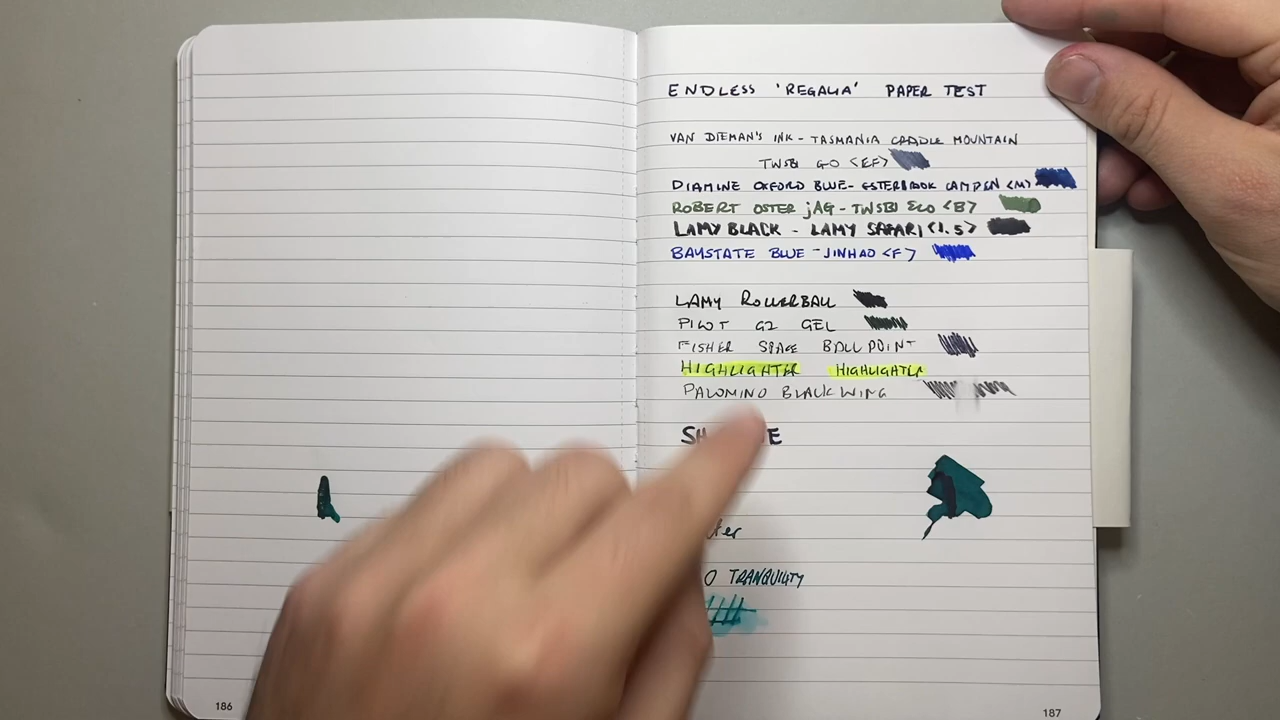 ENDLESS 'REGALIA' PAPER TEST
VAN DIEMAN'S INK - TASMANIA CRADLE MOUNTAIN
TWSBI GO <EF>
DIAMINE OXFORD BLUE - ESTERBROOK CAMDEN <M>
ROBERT OSTER jAG - TWSBI ECO <B>
LAMY BLACK - LAMY SAFARI <1.5>
BAYSTATE BLUE - JINHAO <F>
LAMY ROLLERBALL
PILOT G2 GEL
FISHER SPACE BALLPOINT
HIGHLIGHTER HIGHLIGHTER
PALOMINO BLACKWING
TRANQUILITY
186
187